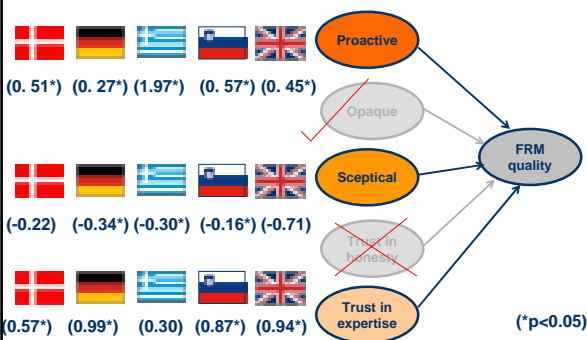 Proactive
(0. 51*) (0. 27*) (1.97*) (0. 57*) (0. 45*)
Opaque
FRM
quality
Sceptical
(-0.22) (-0.34*) (-0.30*) (-0.16*) (-0.71)
Trust in
honesty
Trust in
expertise
(0.57*) (0.99*) (0.30) (0.87*) (0.94*)
(*p<0.05)